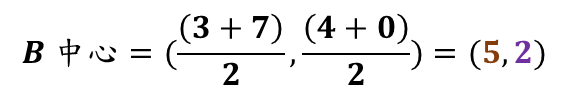 B 中心 = ((3 + 7)/2, (4 + 0)/2) = (5, 2)